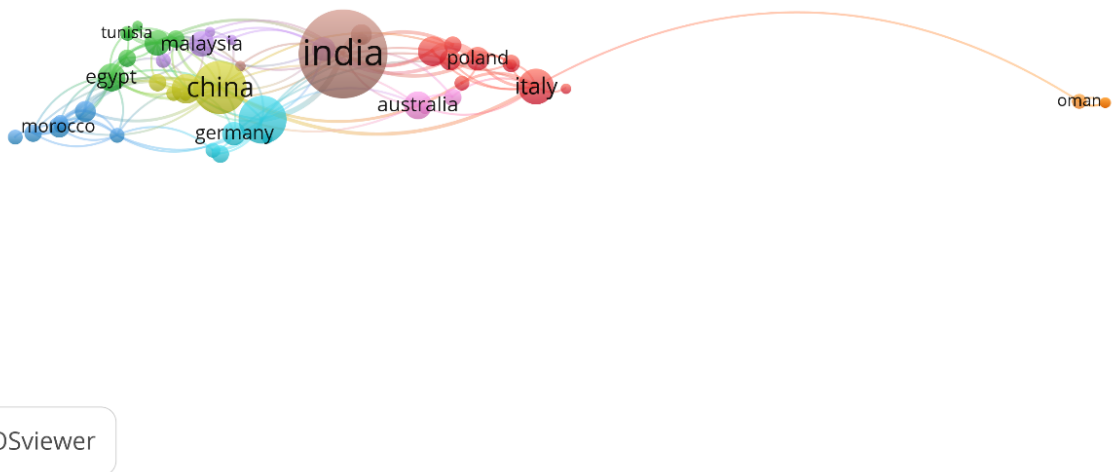 tunisia
malaysia
india
poland
egypt
china
italy
australia
oman
morocco
germany
OSviewer